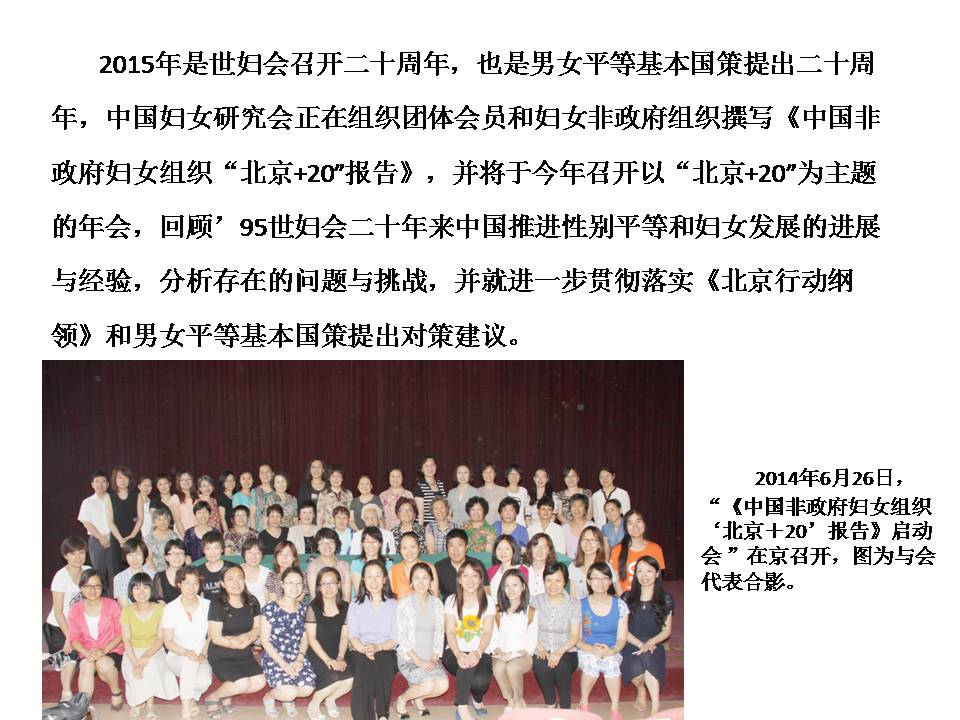 2015年是世妇会召开二十周年，也是男女平等基本国策提出二十周
年，中国妇女研究会正在组织团体会员和妇女非政府组织撰写《中国非
政府妇女组织“北京+20”报告》，并将于今年召开以“北京+20”为主题
的年会，回顾’95世妇会二十年来中国推进性别平等和妇女发展的进展
与经验，分析存在的问题与挑战，并就进一步贯彻落实《北京行动纲
领》和男女平等基本国策提出对策建议。
2014年6月26日，
“《中国非政府妇女组织
‘北京＋20’报告》启动
会 ”在京召开，图为与会
代表合影。